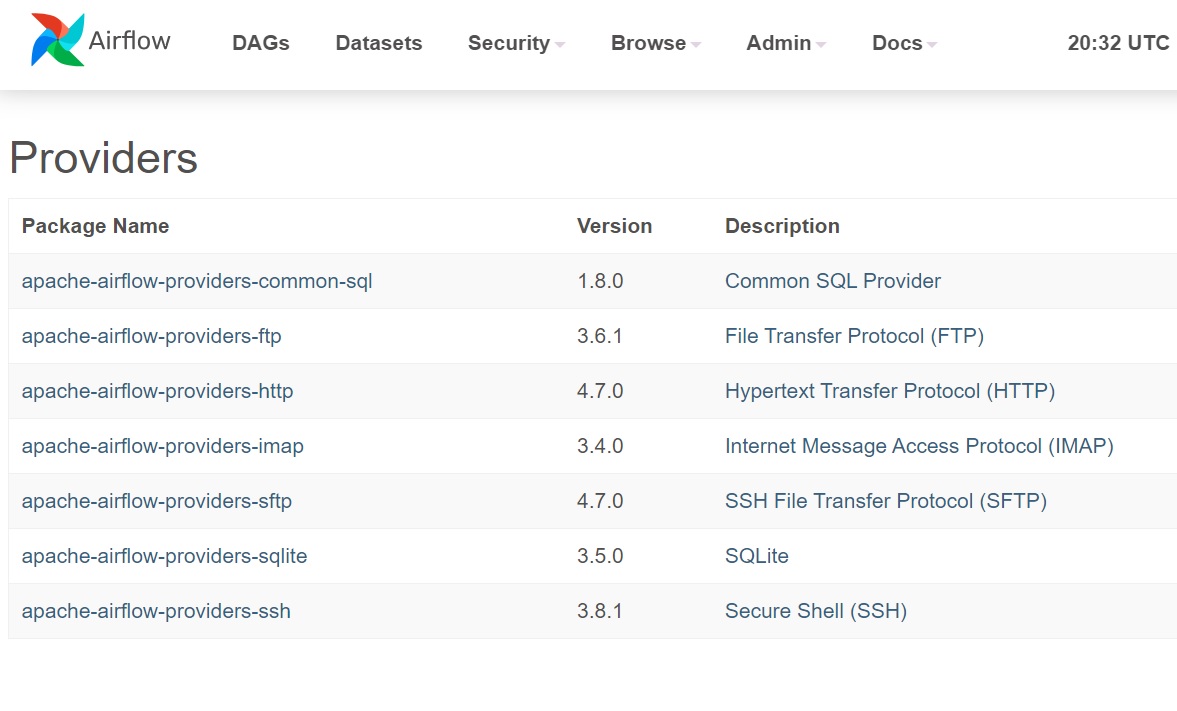 Airflow DAGs Datasets Security Browse Admin Docs 20:32 UTC
Providers
Package Name Version Description
apache-airflow-providers-common-sql 1.8.0 Common SQL Provider
apache-airflow-providers-ftp 3.6.1 File Transfer Protocol (FTP)
apache-airflow-providers-http 4.7.0 Hypertext Transfer Protocol (HTTP)
apache-airflow-providers-imap 3.4.0 Internet Message Access Protocol (IMAP)
apache-airflow-providers-sftp 4.7.0 SSH File Transfer Protocol (SFTP)
apache-airflow-providers-sqlite 3.5.0 SQLite
apache-airflow-providers-ssh 3.8.1 Secure Shell (SSH)